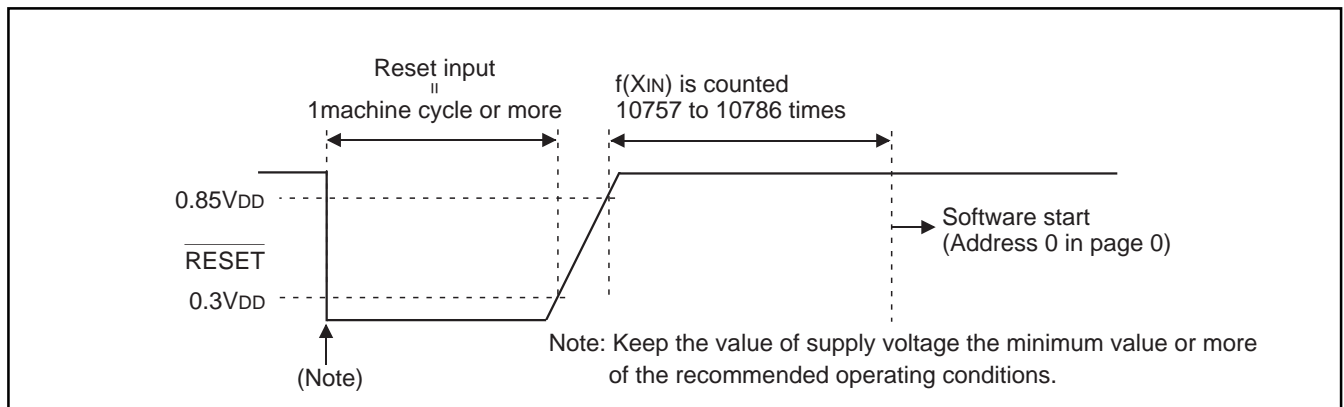 Reset input
=
1machine cycle or more
f(XIN) is counted
10757 to 10786 times
0.85VDD
RESET
0.3VDD
Software start
(Address 0 in page 0)
(Note)
Note: Keep the value of supply voltage the minimum value or more
of the recommended operating conditions.